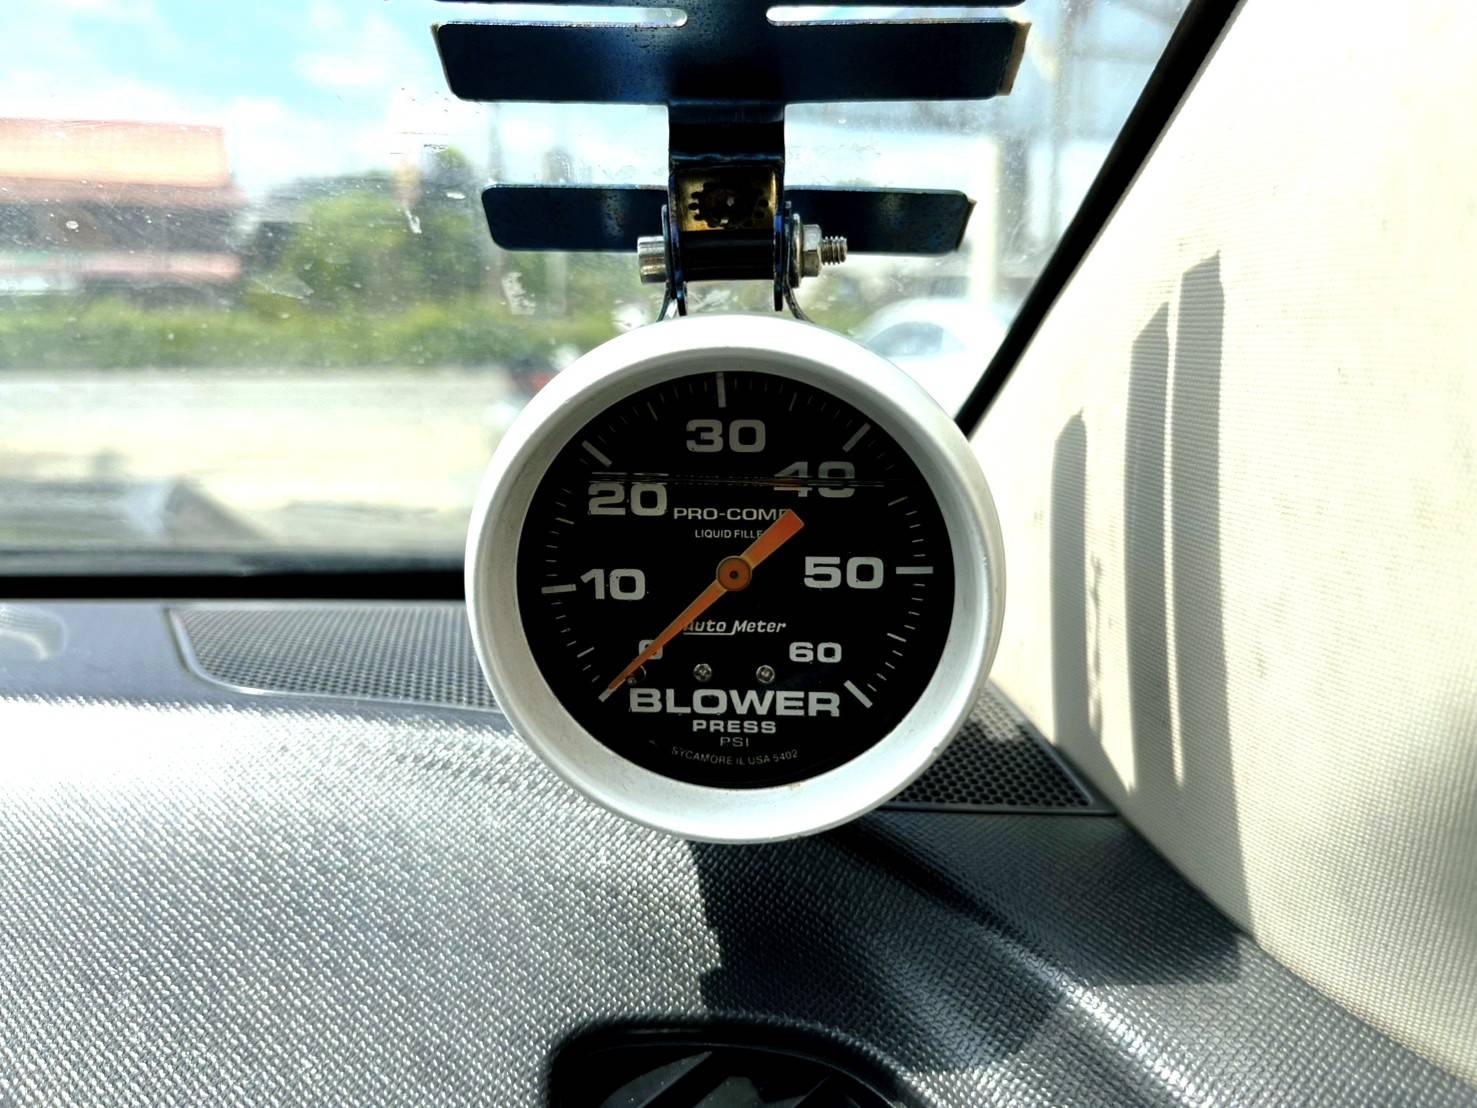 30
40
20
PRO-COMP
LIQUID FILLED
10
50
Auto Meter
0
60
BLOWER
PRESS
PSI
SYCAMORE IL USA 5402